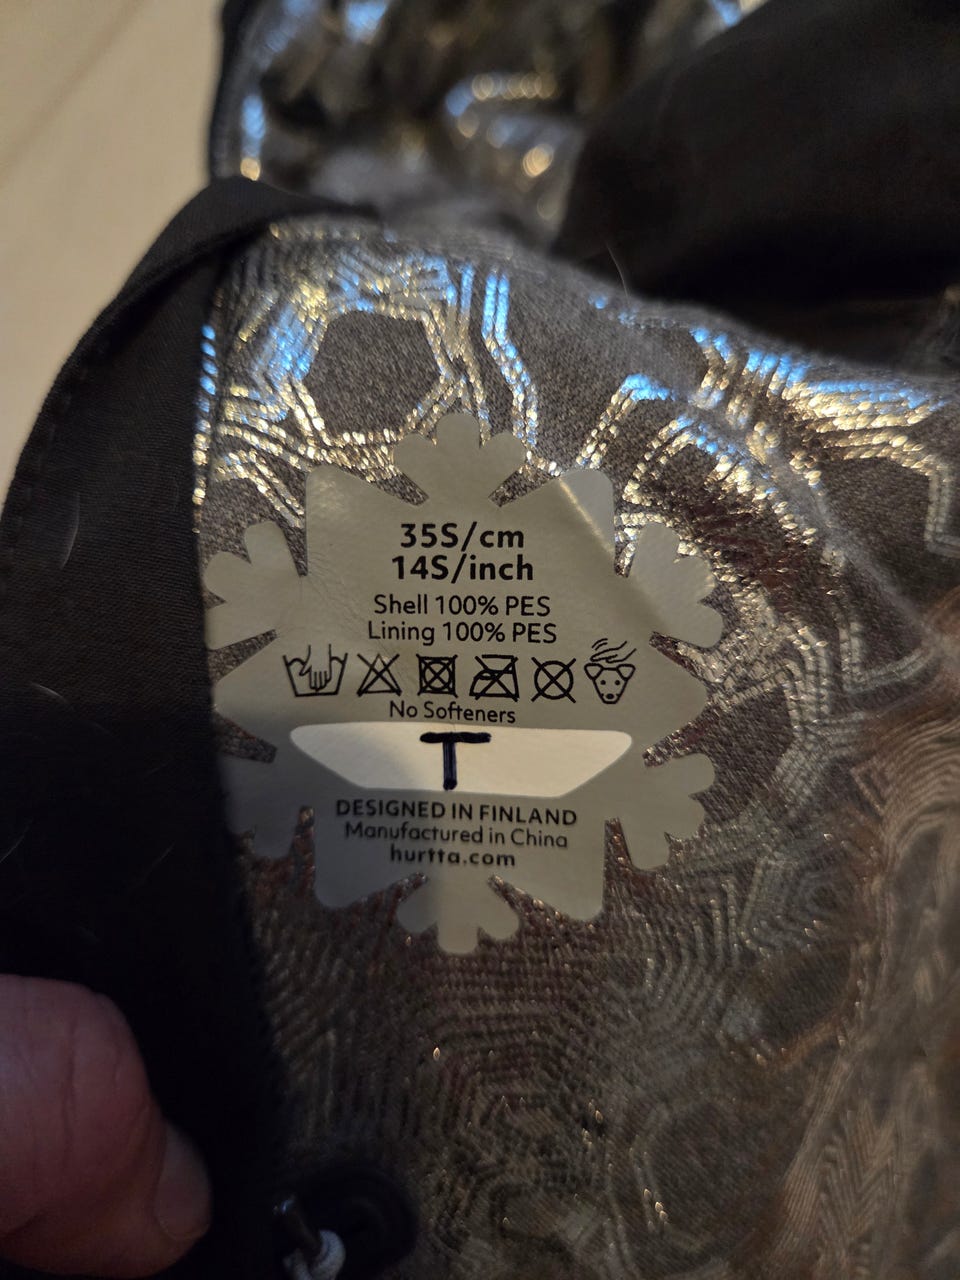 35S/cm
14S/inch
Shell 100% PES
Lining 100% PES
No Softeners
T
DESIGNED IN FINLAND
Manufactured in China
hurtta.com